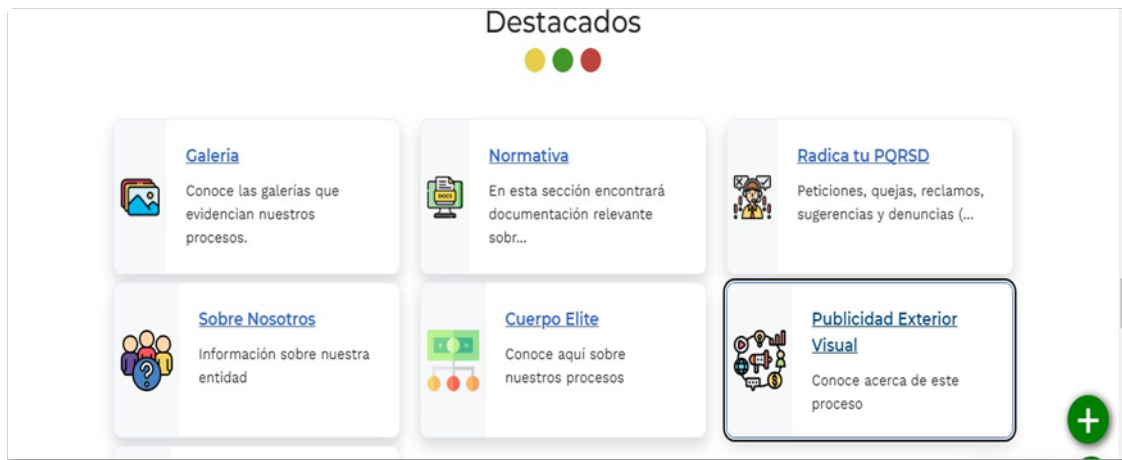 Destacados
Galeria
Conoce las galerías que
evidencian nuestros
procesos.
Normativa
En esta sección encontrará
documentación relevante
sobr...
DOCS
Radica tu PQRSD
Peticiones, quejas, reclamos,
sugerencias y denuncias (...
Sobre Nosotros
Información sobre nuestra
entidad
Cuerpo Elite
Conoce aquí sobre
nuestros procesos
Publicidad Exterior
Visual
Conoce acerca de este
proceso